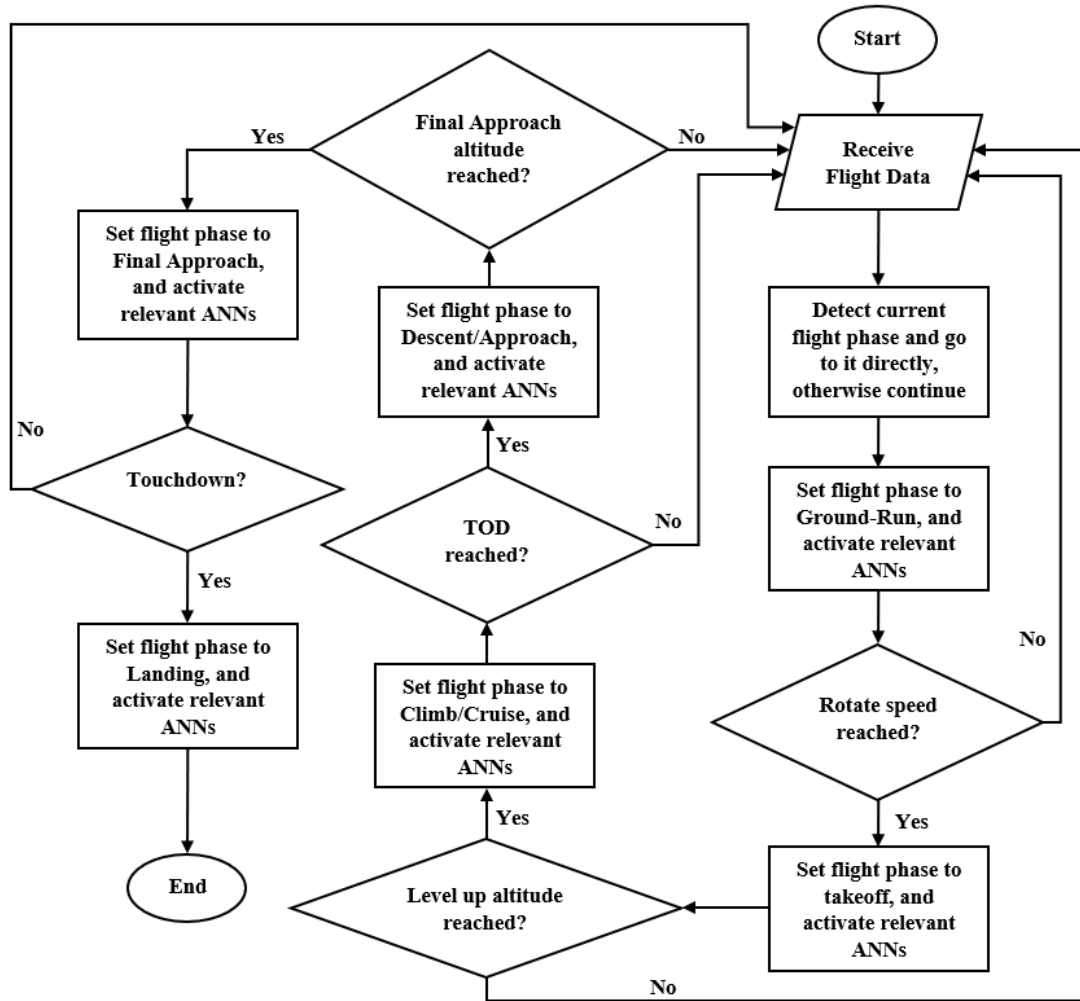 Start
Receive
Flight Data
Detect current
flight phase and go
to it directly,
otherwise continue
Set flight phase to
Ground-Run, and
activate relevant
ANNs
Rotate speed
reached?
No
Yes
Set flight phase to
takeoff, and
activate relevant
ANNs
Level up altitude
reached?
No
Yes
Set flight phase to
Climb/Cruise, and
activate relevant
ANNs
TOD
reached?
No
Yes
Set flight phase to
Descent/Approach,
and activate
relevant ANNs
Final Approach
altitude
reached?
No
Yes
Set flight phase to
Final Approach,
and activate
relevant ANNs
Touchdown?
No
Yes
Set flight phase to
Landing, and
activate relevant
ANNs
End